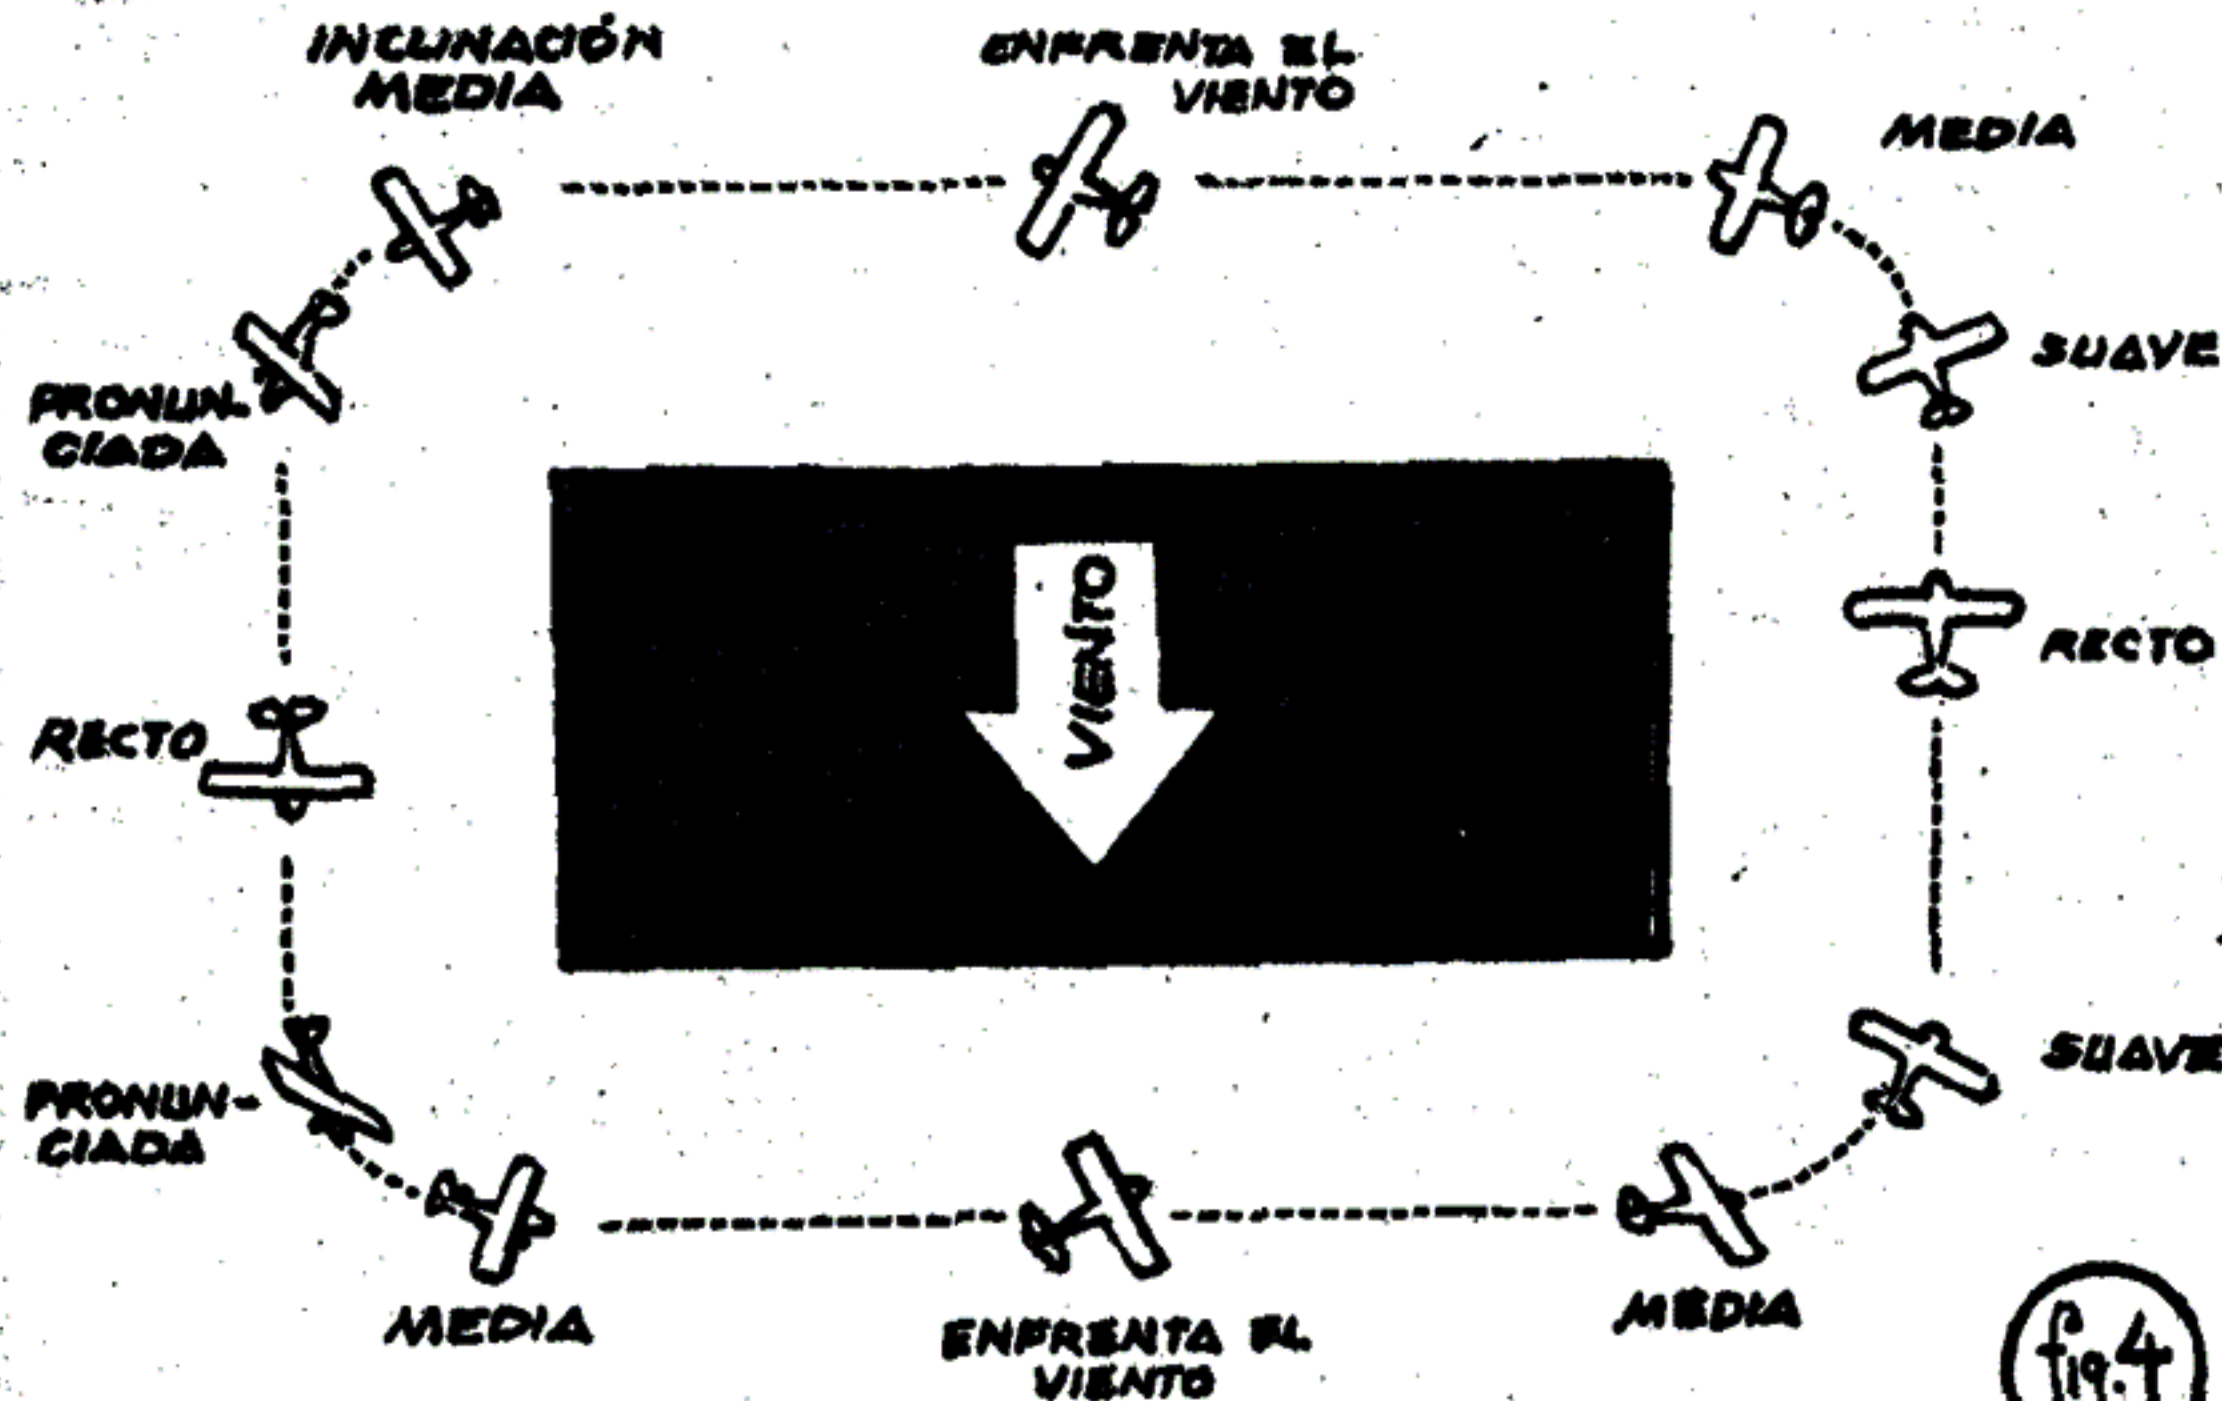 INCLINACIÓN
MEDIA
ENFRENTA EL
VIENTO
MEDIA
PRONUN-
CIADA
SUAVE
VIENTO
RECTO
RECTO
PRONUN-
CIADA
SUAVE
MEDIA
ENFRENTA EL
VIENTO
MEDIA
fig.4